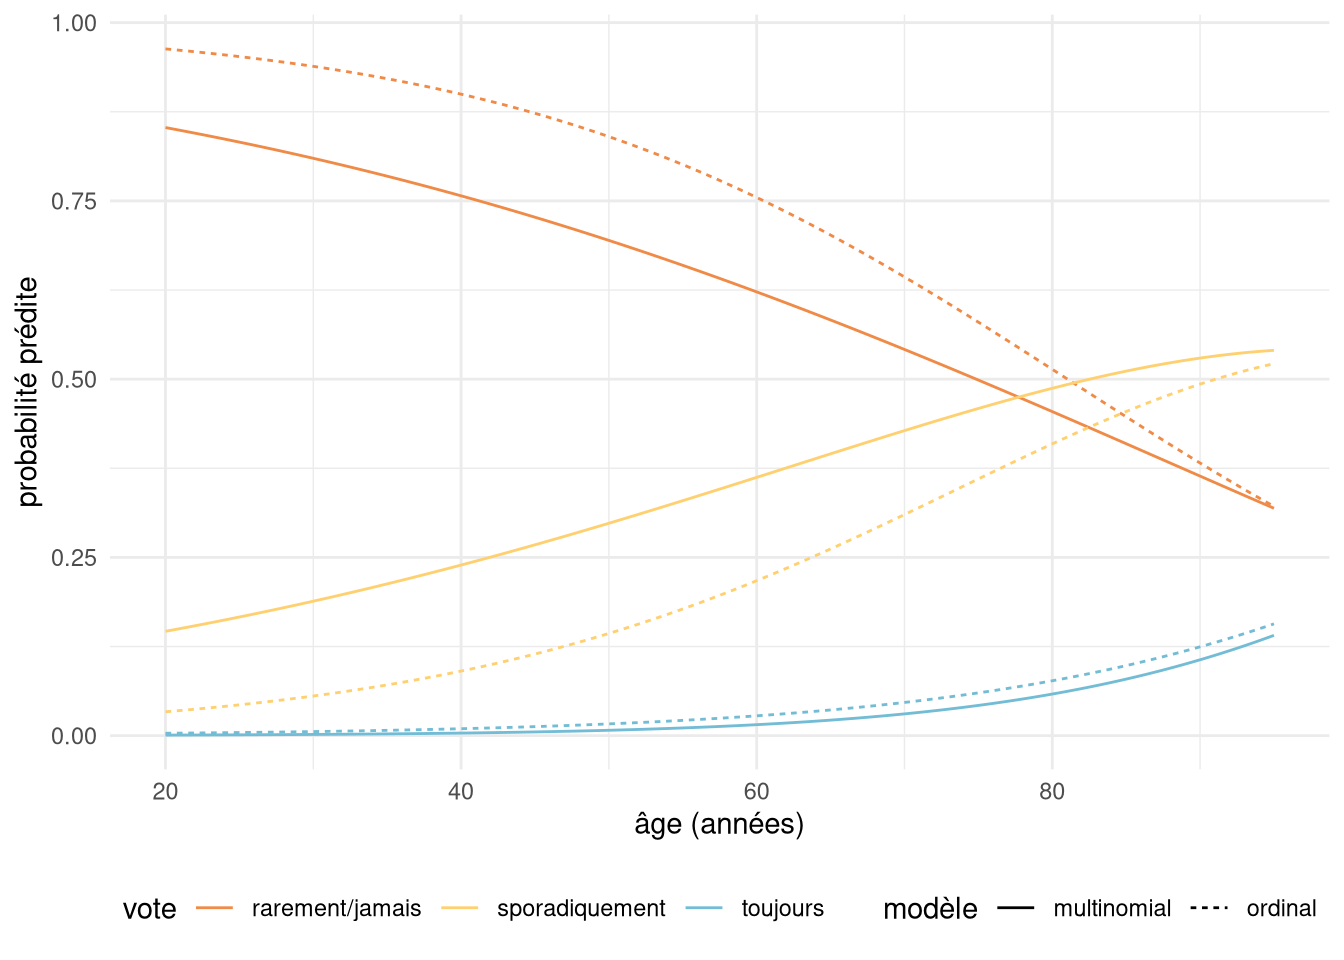 1.00
0.75
0.50
0.25
0.00
probabilité prédite
20 40 60 80
âge (années)
vote rarement/jamais sporadiquement toujours modèle multinomial ordinal